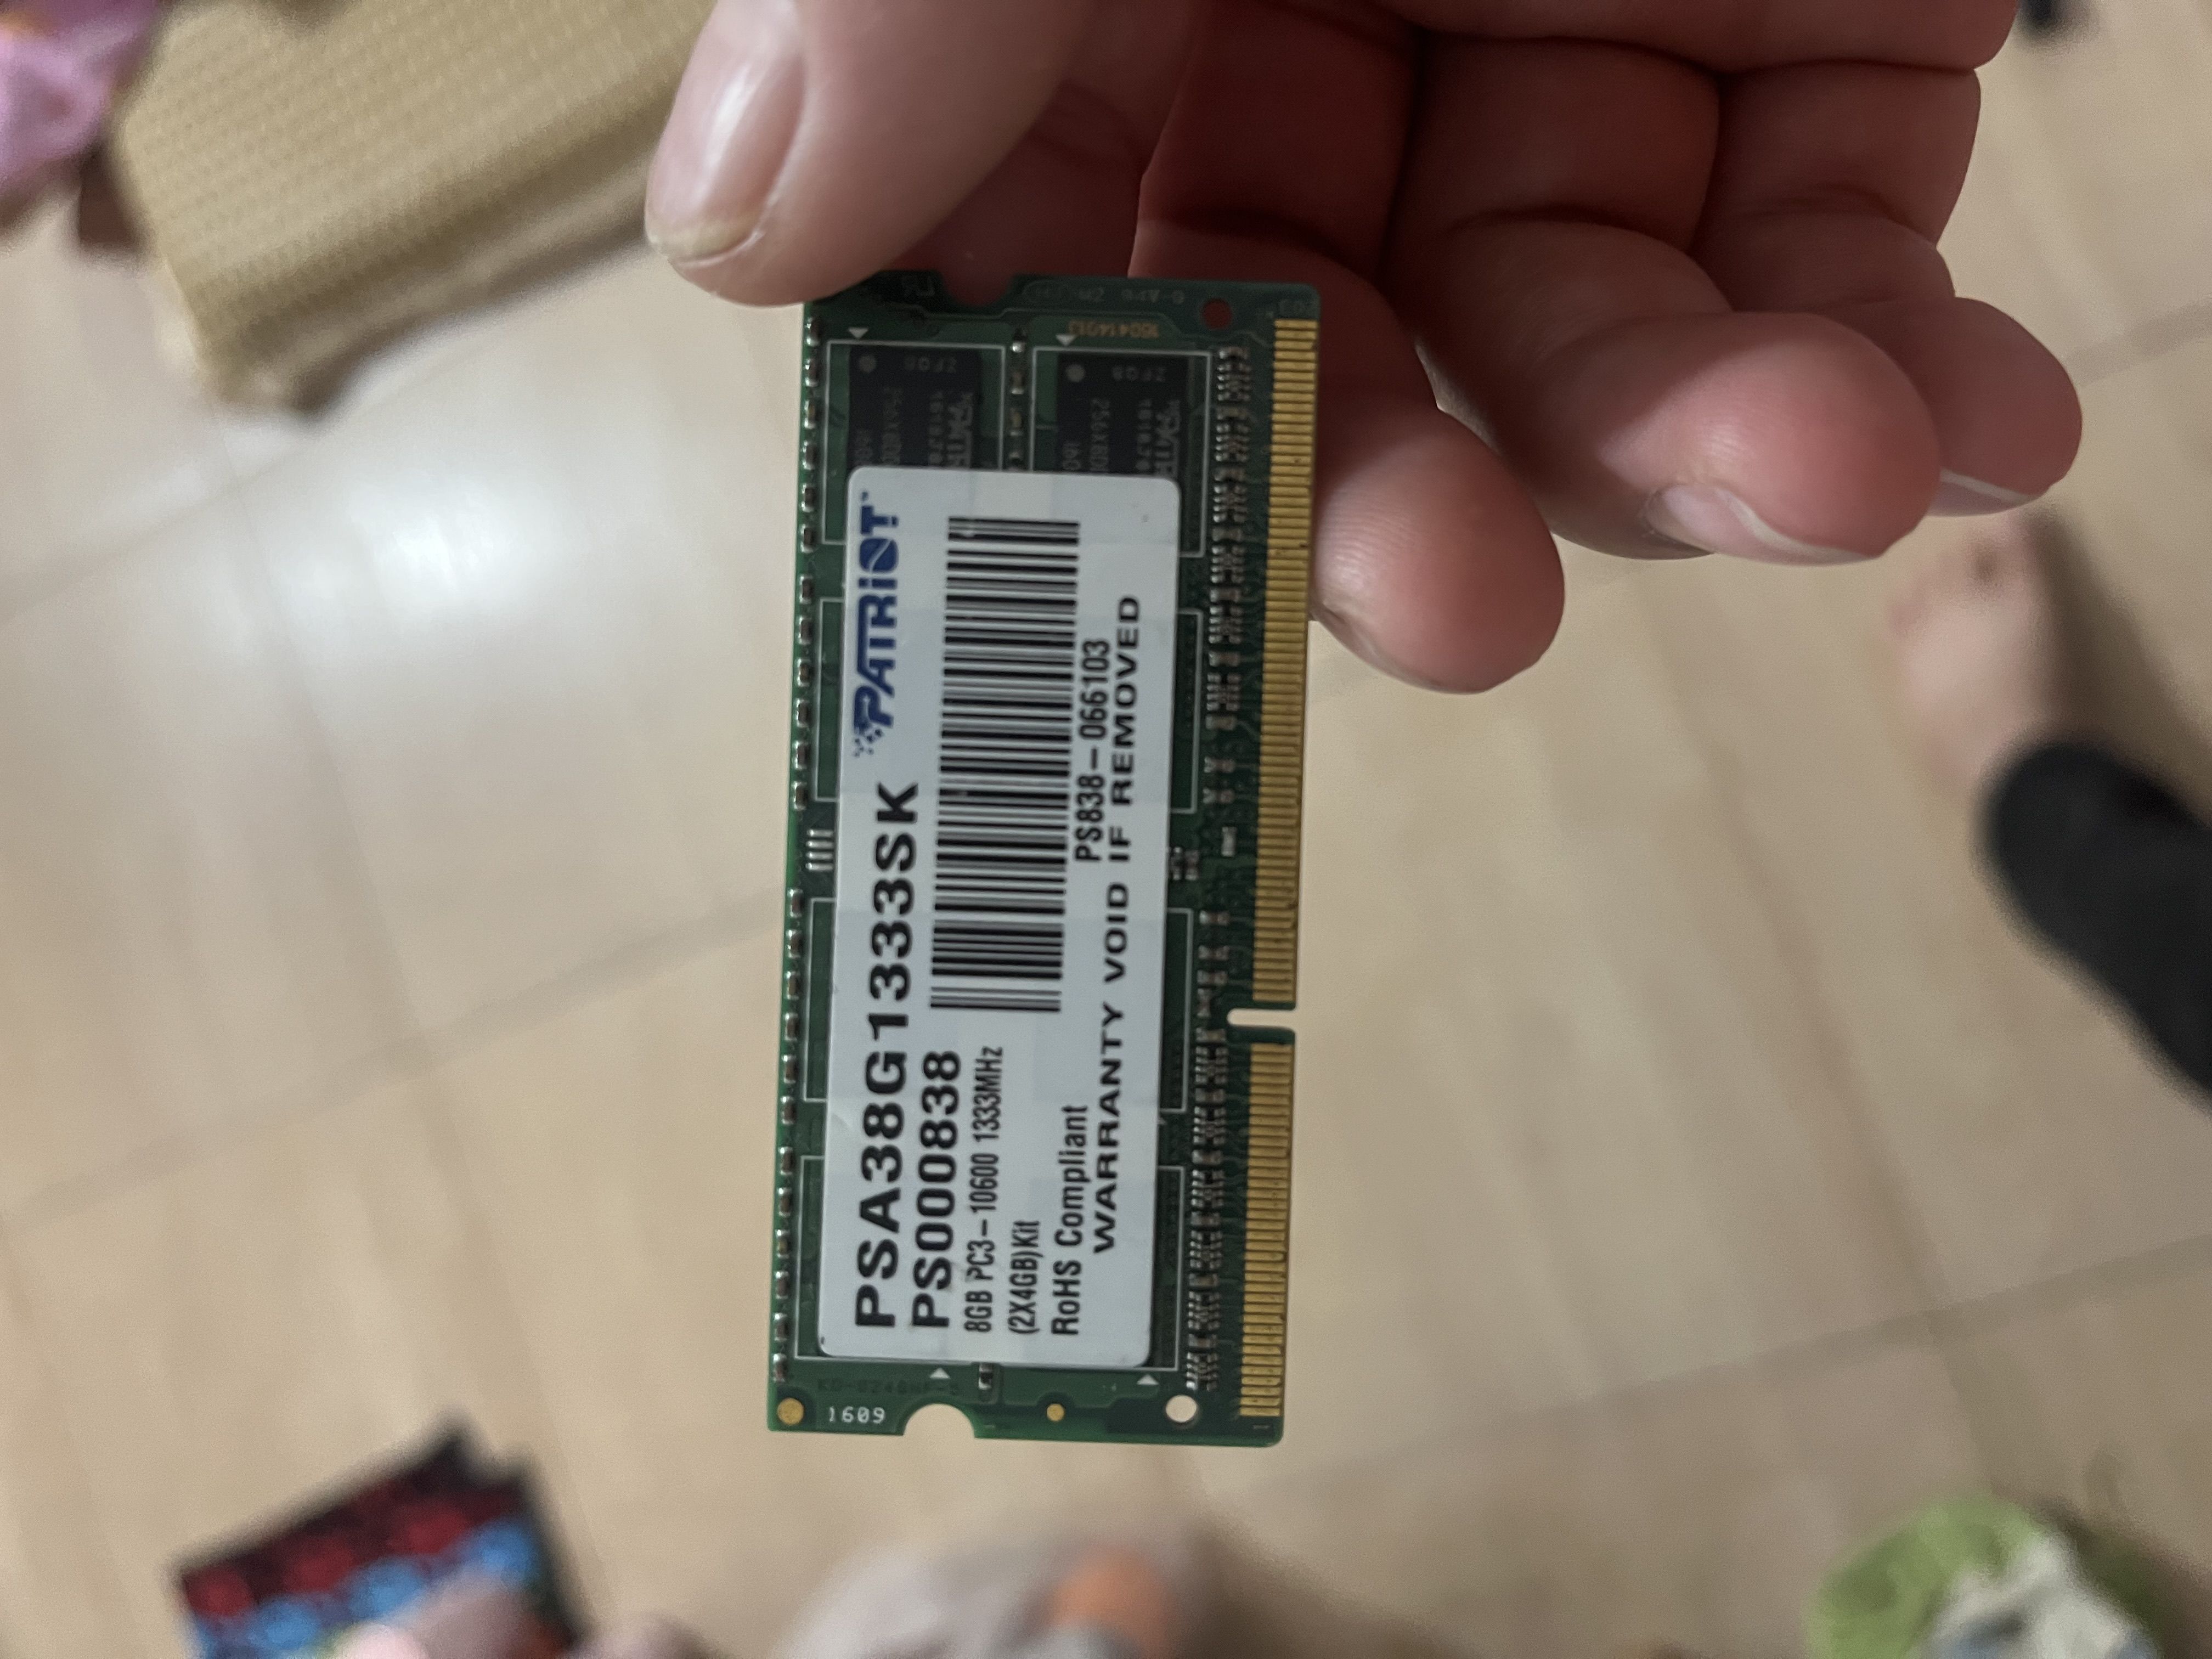 PATRIOT
PSA38G1333SK
PS000838
8GB PC3-10600 1333MHz
(2X4GB)Kit
RoHS Compliant
PS838-066103
WARRANTY VOID IF REMOVED
1609